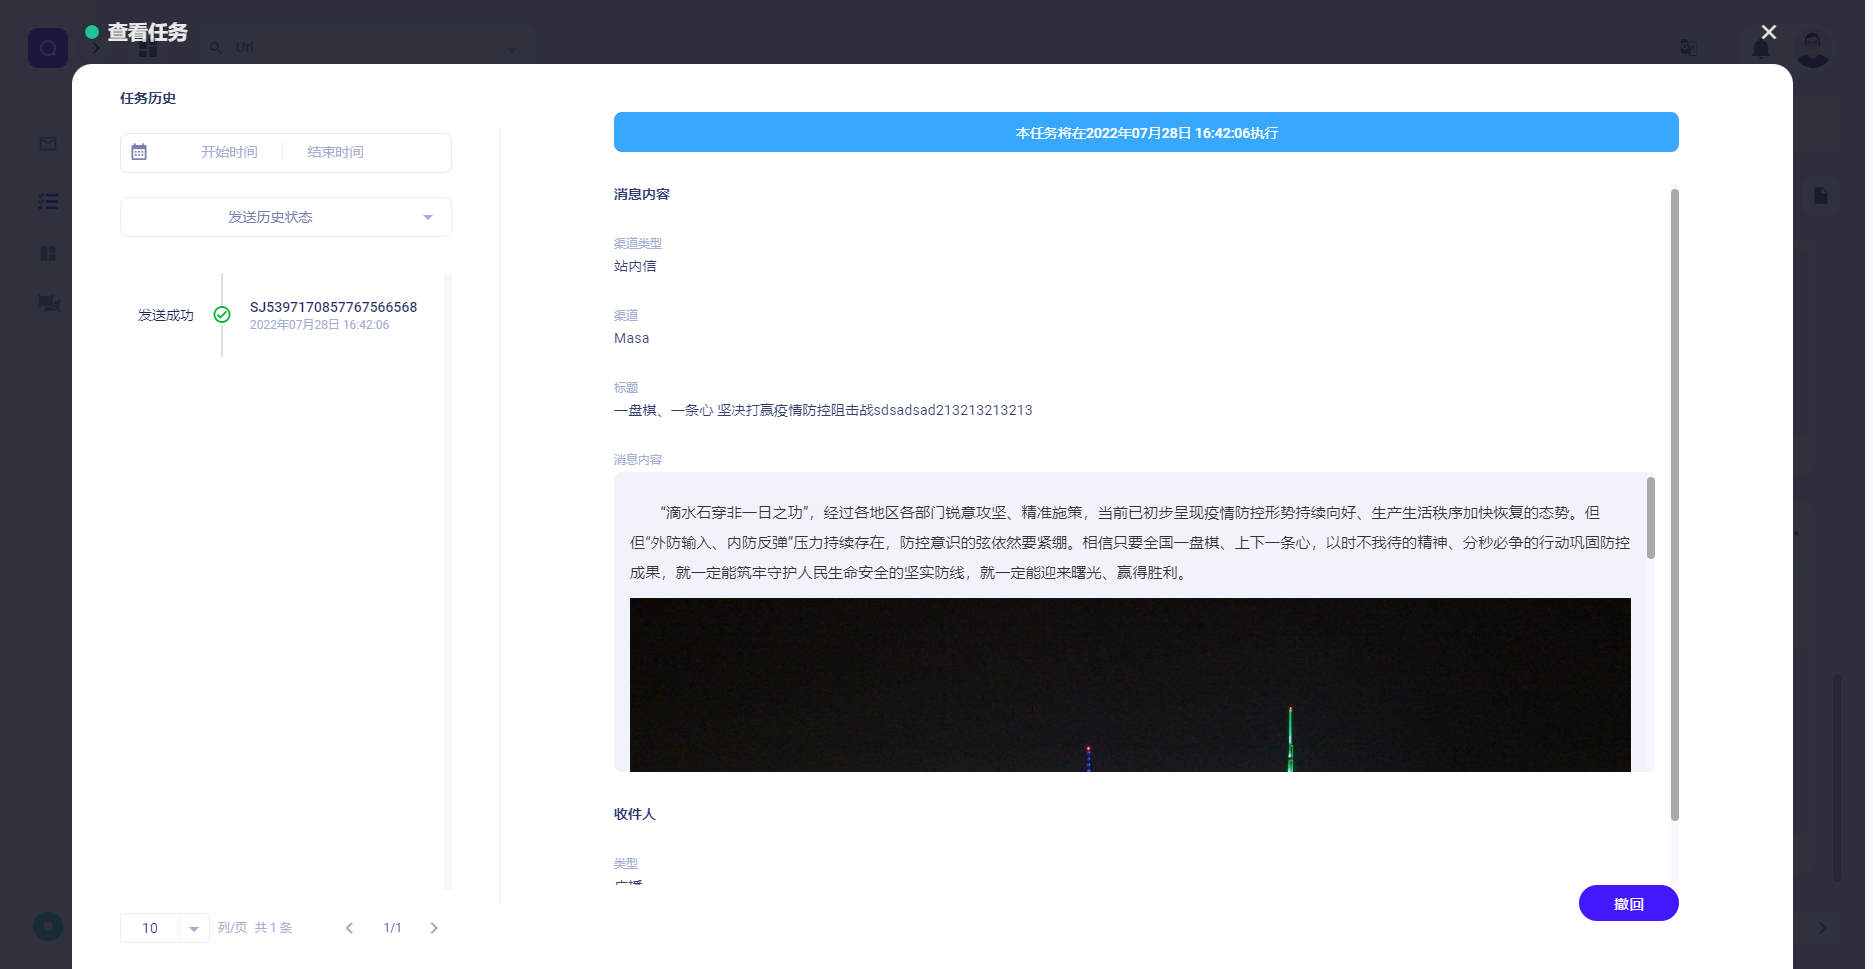 查看任务
Url
任务历史
开始时间 结束时间
发送历史状态
发送成功
SJ5397170857767566568
2022年07月28日 16:42:06
10 列/页 共 1 条 1/1
本任务将在2022年07月28日 16:42:06执行
消息内容
渠道类型
站内信
渠道
Masa
标题
一盘棋、一条心 坚决打赢疫情防控阻击战sdsadsad213213213213
消息内容
“滴水石穿非一日之功”，经过各地区各部门锐意攻坚、精准施策，当前已初步呈现疫情防控形势持续向好、生产生活秩序加快恢复的态势。但
但“外防输入、内防反弹”压力持续存在，防控意识的弦依然要紧绷。相信只要全国一盘棋、上下一条心，以时不我待的精神、分秒必争的行动巩固防控
成果，就一定能筑牢守护人民生命安全的坚实防线，就一定能迎来曙光、赢得胜利。
收件人
类型
广播
撤回